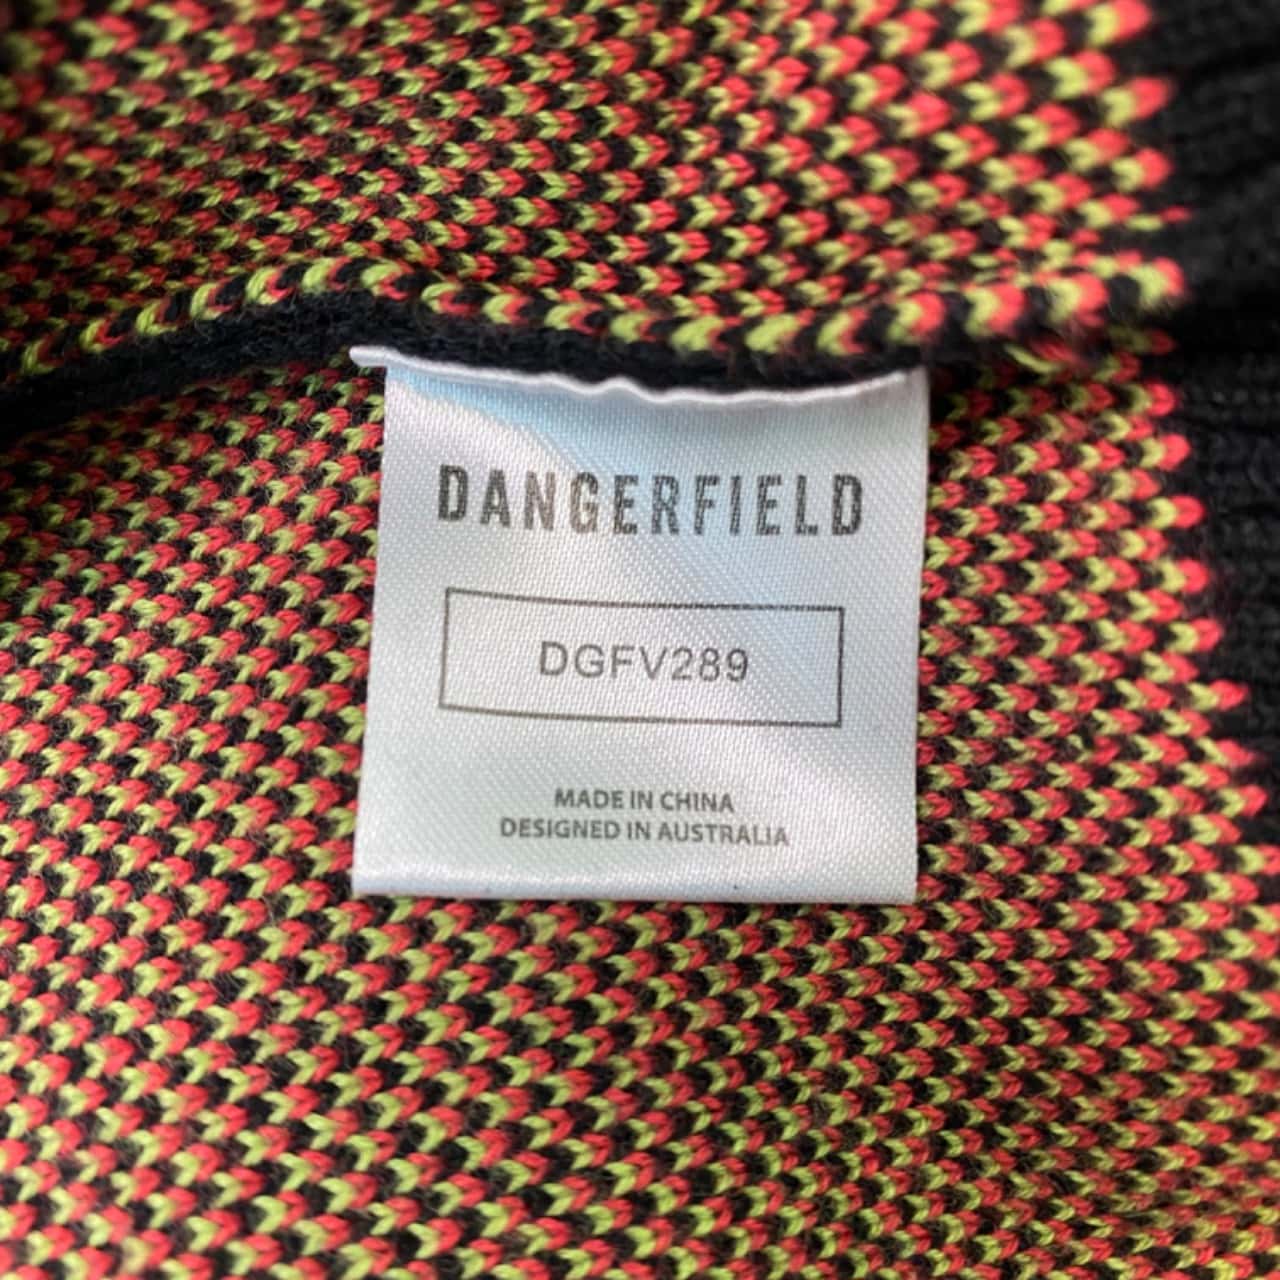 DANGERFIELD
DGFV289
MADE IN CHINA
DESIGNED IN AUSTRALIA